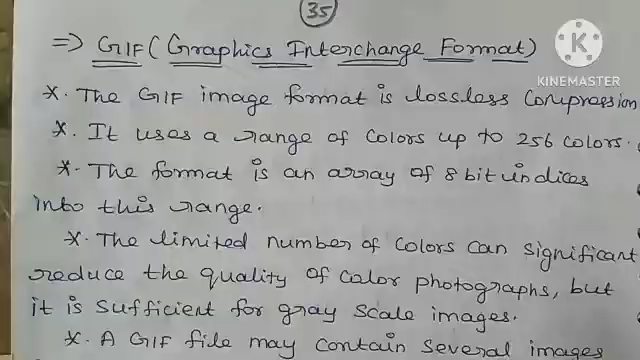 35
=> GIF (Graphics Interchange Format)
KINEMASTER
*. The GIF image format is lossless compression
*. It uses a range of colors up to 256 colors.
*. The format is an array of 8 bit indices
into this range.
*. The limited number of colors can significant
reduce the quality of color photographs, but
it is sufficient for gray scale images.
*. A GIF file may contain several images